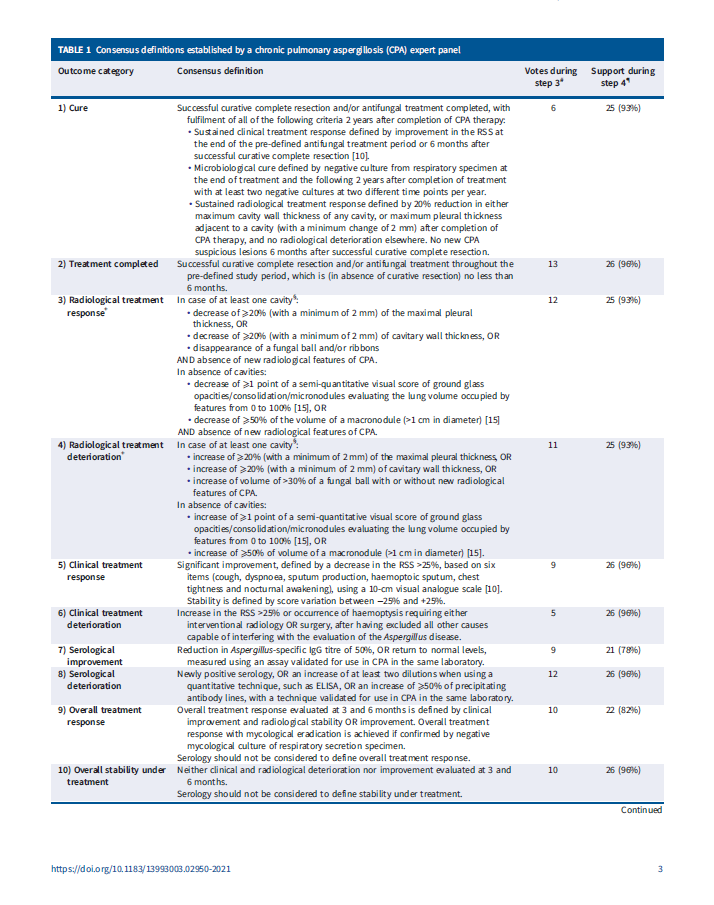 TABLE 1 Consensus definitions established by a chronic pulmonary aspergillosis (CPA) expert panel
Outcome category Consensus definition Votes during step 3# Support during step 4¶
1) Cure Successful curative complete resection and/or antifungal treatment completed, with 6 25 (93%)
fulfilment of all of the following criteria 2 years after completion of CPA therapy:
• Sustained clinical treatment response defined by improvement in the RSS at
the end of the pre-defined antifungal treatment period or 6 months after
successful curative complete resection [10].
• Microbiological cure defined by negative culture from respiratory specimen at
the end of treatment and the following 2 years after completion of treatment
with at least two negative cultures at two different time points per year.
• Sustained radiological treatment response defined by 20% reduction in either
maximum cavity wall thickness of any cavity, or maximum pleural thickness
adjacent to a cavity (with a minimum change of 2 mm) after completion of
CPA therapy, and no radiological deterioration elsewhere. No new CPA
suspicious lesions 6 months after successful curative complete resection.
2) Treatment completed Successful curative complete resection and/or antifungal treatment throughout the 13 26 (96%)
pre-defined study period, which is (in absence of curative resection) no less than
6 months.
3) Radiological treatment In case of at least one cavity§: 12 25 (93%)
response+ • decrease of ⩾20% (with a minimum of 2 mm) of the maximal pleural
thickness, OR
• decrease of ⩾20% (with a minimum of 2 mm) of cavitary wall thickness, OR
• disappearance of a fungal ball and/or ribbons
AND absence of new radiological features of CPA.
In absence of cavities:
• decrease of ⩾1 point of a semi-quantitative visual score of ground glass
opacities/consolidation/micronodules evaluating the lung volume occupied by
features from 0 to 100% [15], OR
• decrease of ⩾50% of the volume of a macronodule (>1 cm in diameter) [15]
AND absence of new radiological features of CPA.
4) Radiological treatment In case of at least one cavity§: 11 25 (93%)
deterioration+ • increase of ⩾20% (with a minimum of 2 mm) of the maximal pleural thickness, OR
• increase of ⩾20% (with a minimum of 2 mm) of cavitary wall thickness, OR
• increase of volume of >30% of a fungal ball with or without new radiological
features of CPA.
In absence of cavities:
• increase of ⩾1 point of a semi-quantitative visual score of ground glass
opacities/consolidation/micronodules evaluating the lung volume occupied by
features from 0 to 100% [15], OR
• increase of ⩾50% of volume of a macronodule (>1 cm in diameter) [15].
5) Clinical treatment Significant improvement, defined by a decrease in the RSS >25%, based on six 9 26 (96%)
response items (cough, dyspnoea, sputum production, haemoptoic sputum, chest
tightness and nocturnal awakening), using a 10-cm visual analogue scale [10].
Stability is defined by score variation between −25% and +25%.
6) Clinical treatment Increase in the RSS >25% or occurrence of haemoptysis requiring either 5 26 (96%)
deterioration interventional radiology OR surgery, after having excluded all other causes
capable of interfering with the evaluation of the Aspergillus disease.
7) Serological Reduction in Aspergillus-specific IgG titre of 50%, OR return to normal levels, 9 21 (78%)
improvement measured using an assay validated for use in CPA in the same laboratory.
8) Serological Newly positive serology, OR an increase of at least two dilutions when using a 12 26 (96%)
deterioration quantitative technique, such as ELISA, OR an increase of ⩾50% of precipitating
antibody lines, with a technique validated for use in CPA in the same laboratory.
9) Overall treatment Overall treatment response evaluated at 3 and 6 months is defined by clinical 10 22 (82%)
response improvement and radiological stability OR improvement. Overall treatment
response with mycological eradication is achieved if confirmed by negative
mycological culture of respiratory secretion specimen.
Serology should not be considered to define overall treatment response.
10) Overall stability under Neither clinical and radiological deterioration nor improvement evaluated at 3 and 10 26 (96%)
treatment 6 months.
Serology should not be considered to define stability under treatment.
Continued
https://doi.org/10.1183/13993003.02950-2021 3